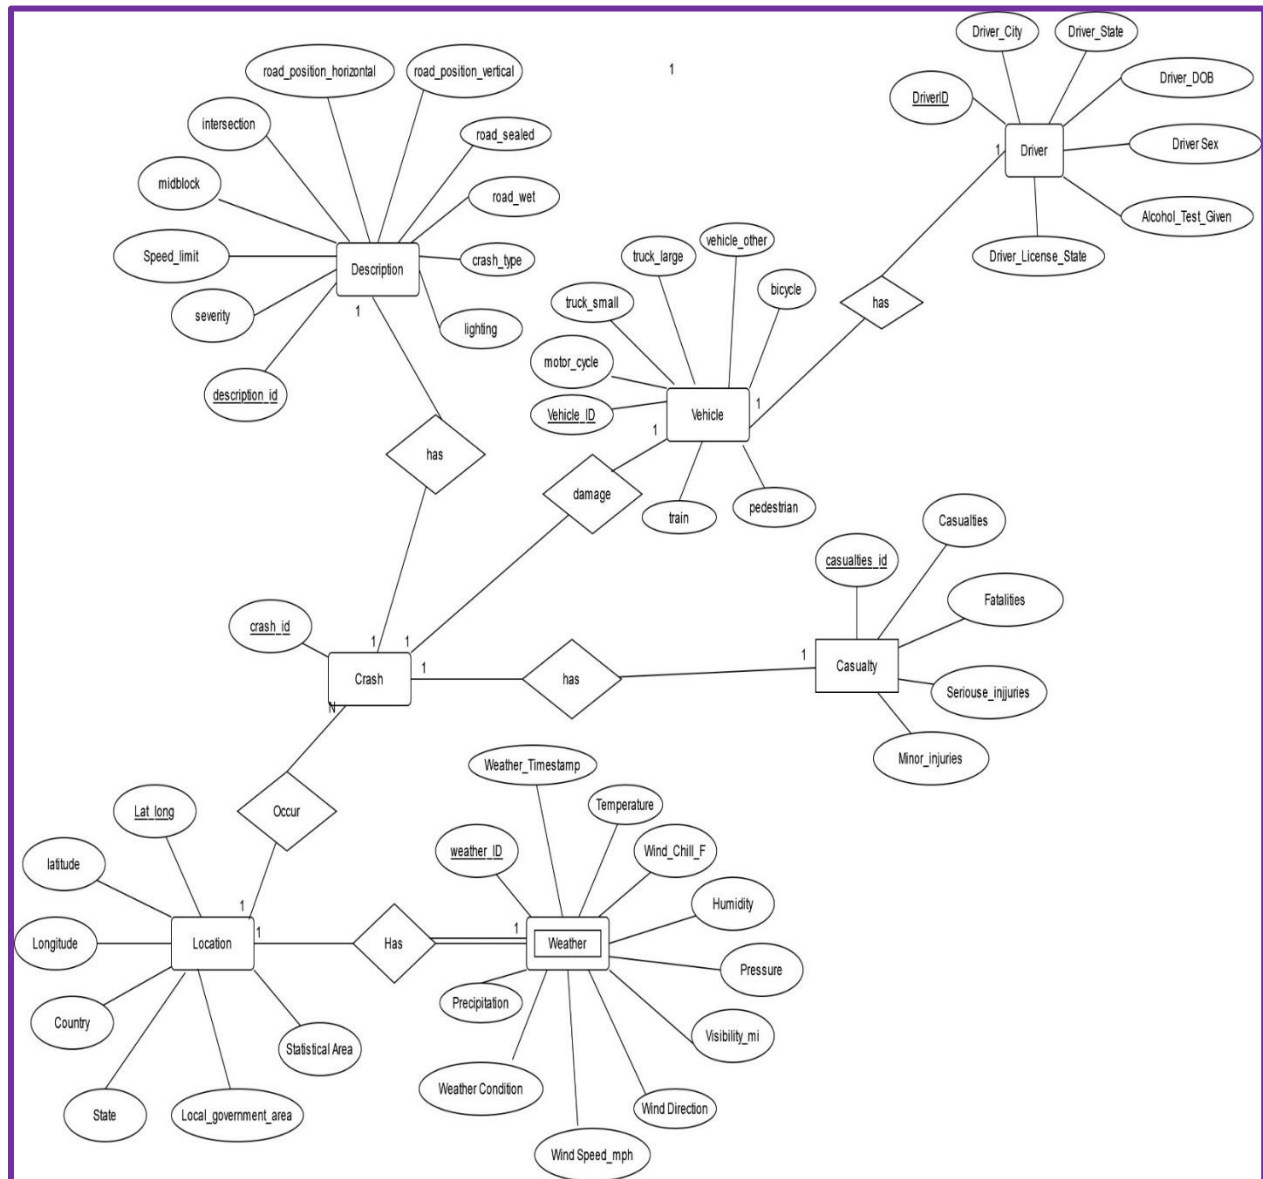 Driver_City
Driver_State
road_position_horizontal
road_position_vertical
1
Driver_DOB
DriverID
intersection
road_sealed
1
Driver
Driver Sex
midblock
road_wet
Alcohol_Test_Given
Speed_limit
Description
crash_type
truck_large
vehicle_other
Driver_License_State
bicycle
has
1
severity
lighting
truck_small
motor_cycle
description_id
Vehicle_ID
Vehicle
1
1
has
damage
train
pedestrian
Casualties
casualties_id
Fatalities
crash_id
1
1
1
Crash
has
1
Casualty
Seriouse_injjuries
N
Minor_injuries
Weather_Timestamp
Lat_long
Occur
Temperature
weather_ID
Wind_Chill_F
latitude
Humidity
1
1
1
Longitude
Location
Has
Weather
Pressure
Precipitation
Country
Visibility_mi
Statistical Area
Weather Condition
State
Local_government_area
Wind Direction
Wind Speed_mph